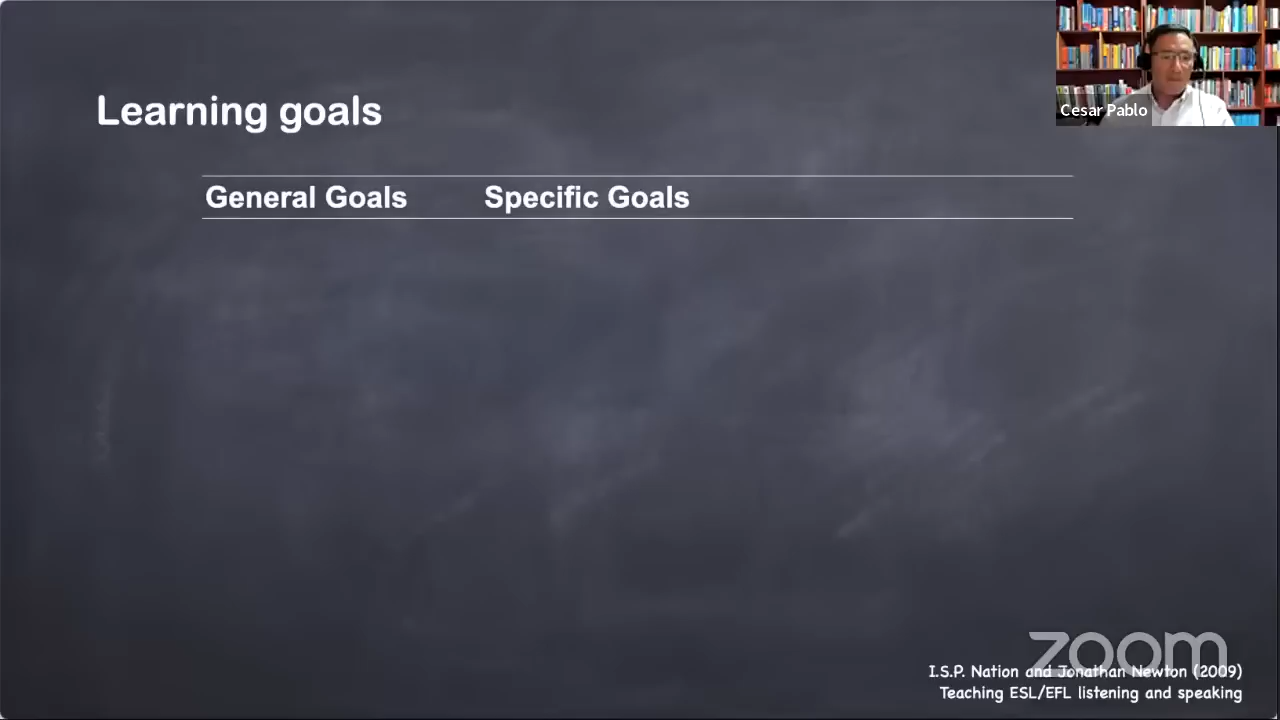 Cesar Pablo
Learning goals
General Goals Specific Goals
zoom
I.S.P. Nation and Jonathan Newton (2009)
Teaching ESL/EFL listening and speaking